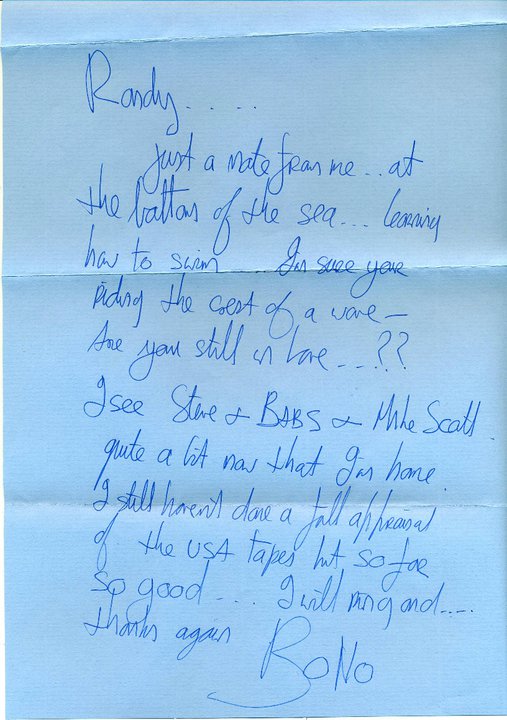 Randy.....
just a note from me... at
the bottom of the sea... learning
how to swim.... I'm sure your
riding the crest of a wave –
Are you still in love...??
I see Steve & BABS & Mike Scott
quite a lot now that I'm home.
I still haven't done a full appraisal
of the USA tapes but so far
so good.... I will ring and....
thanks again
BONO